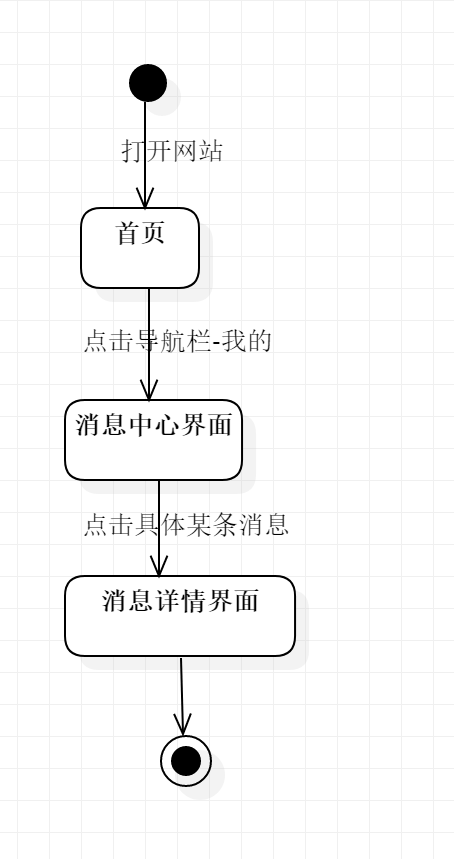 打开网站
首页
点击导航栏-我的
消息中心界面
点击具体某条消息
消息详情界面